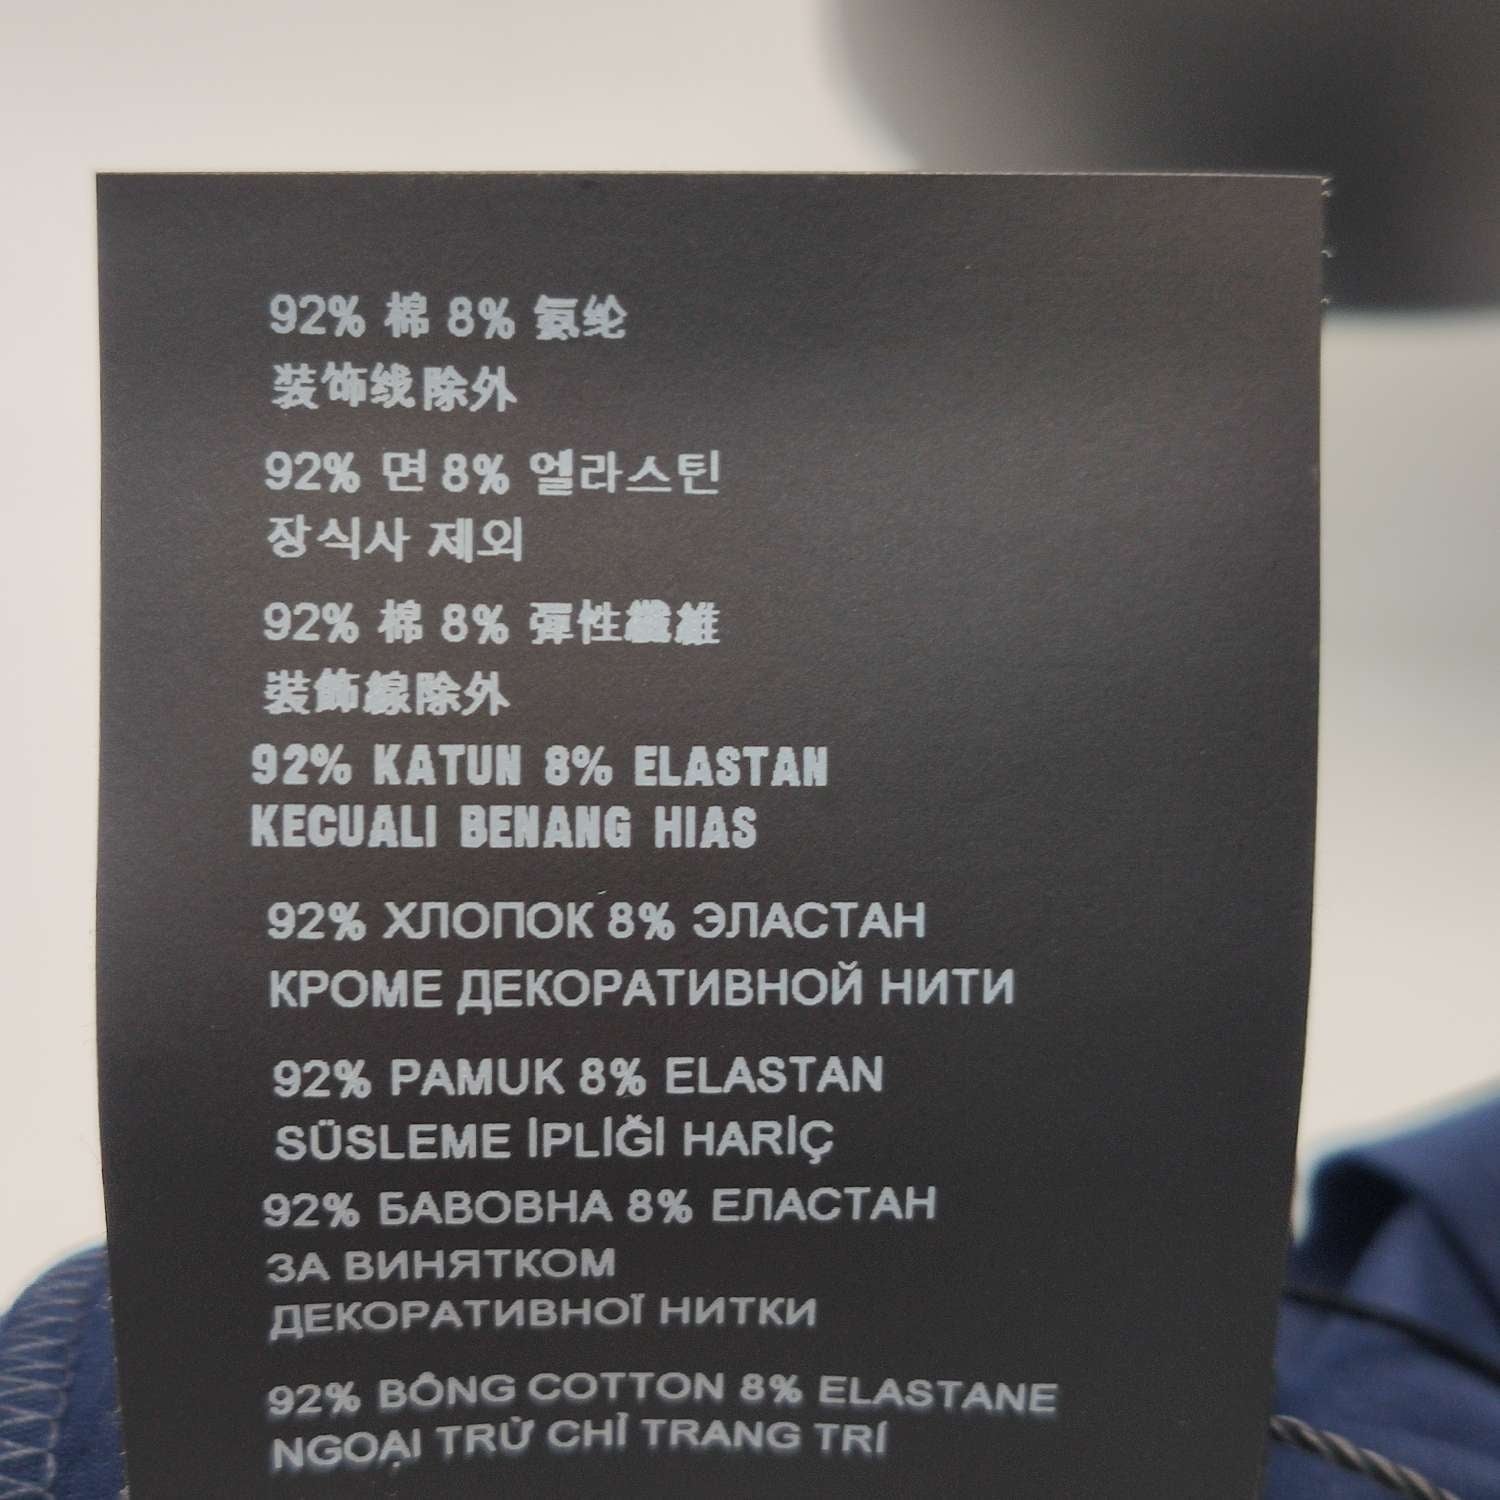 92% 棉 8% 氨纶
装饰线除外
92% 면 8% 엘라스틴
장식사 제외
92% 棉 8% 彈性纖維
裝飾線除外
92% KATUN 8% ELASTAN
KECUALI BENANG HIAS
92% ХЛОПОК 8% ЭЛАСТАН
КРОМЕ ДЕКОРАТИВНОЙ НИТИ
92% PAMUK 8% ELASTAN
SÜSLEME İPLİĞİ HARİÇ
92% БАВОВНА 8% ЕЛАСТАН
ЗА ВИНЯТКОМ
ДЕКОРАТИВНОЇ НИТКИ
92% BÔNG COTTON 8% ELASTANE
NGOẠI TRỪ CHỈ TRANG TRÍ